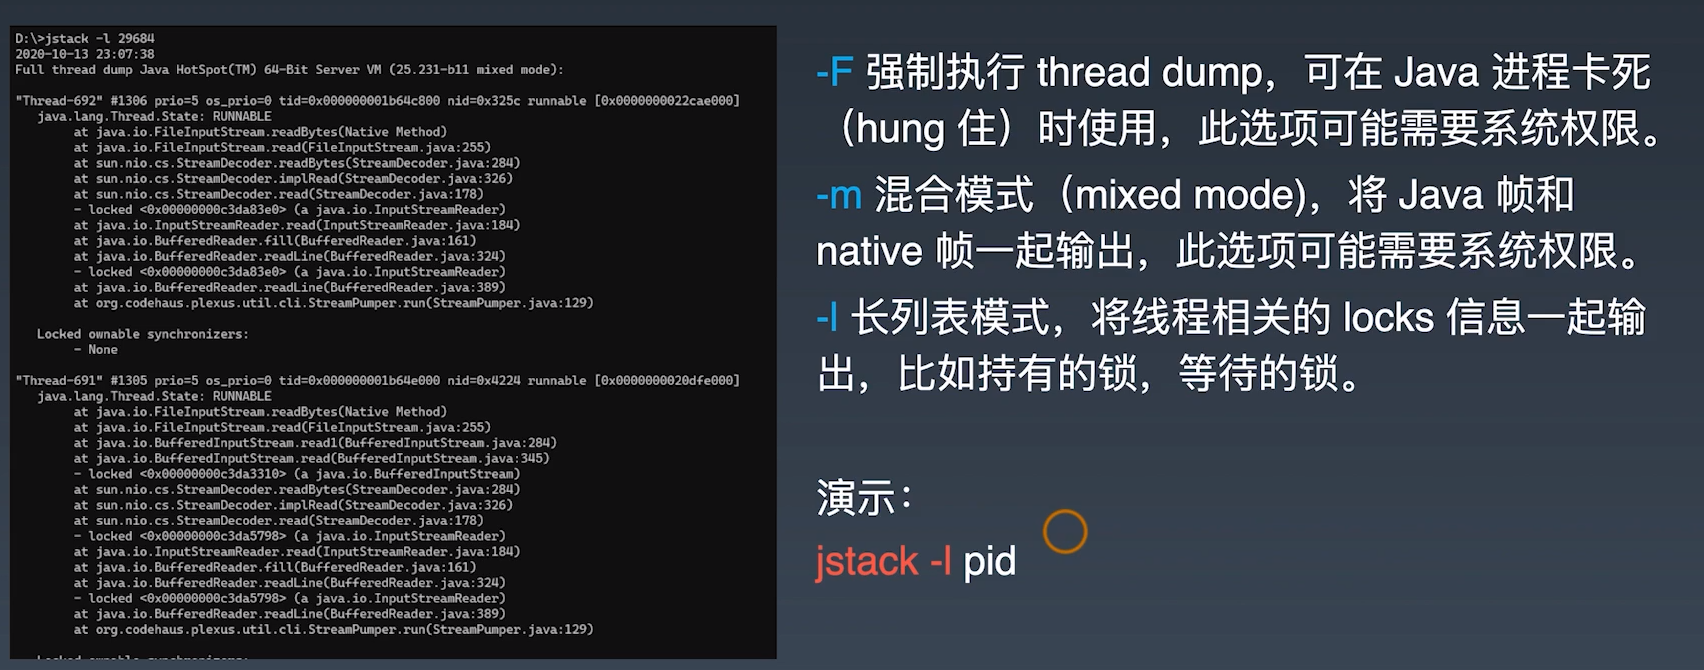 D:\>jstack -l 29684
2020-10-13 23:07:38
Full thread dump Java HotSpot(TM) 64-Bit Server VM (25.231-b11 mixed mode):
"Thread-692" #1306 prio=5 os_prio=0 tid=0x000000001b64c800 nid=0x325c runnable [0x0000000022cae000]
java.lang.Thread.State: RUNNABLE
at java.io.FileInputStream.readBytes(Native Method)
at java.io.FileInputStream.read(FileInputStream.java:255)
at sun.nio.cs.StreamDecoder.readBytes(StreamDecoder.java:284)
at sun.nio.cs.StreamDecoder.implRead(StreamDecoder.java:326)
at sun.nio.cs.StreamDecoder.read(StreamDecoder.java:178)
- locked <0x00000000c3da83e0> (a java.io.InputStreamReader)
at java.io.InputStreamReader.read(InputStreamReader.java:184)
at java.io.BufferedReader.fill(BufferedReader.java:161)
at java.io.BufferedReader.readLine(BufferedReader.java:324)
- locked <0x00000000c3da83e0> (a java.io.InputStreamReader)
at java.io.BufferedReader.readLine(BufferedReader.java:389)
at org.codehaus.plexus.util.cli.StreamPumper.run(StreamPumper.java:129)
Locked ownable synchronizers:
- None
"Thread-691" #1305 prio=5 os_prio=0 tid=0x000000001b64e000 nid=0x4224 runnable [0x0000000020dfe000]
java.lang.Thread.State: RUNNABLE
at java.io.FileInputStream.readBytes(Native Method)
at java.io.FileInputStream.read(FileInputStream.java:255)
at java.io.BufferedInputStream.read1(BufferedInputStream.java:284)
at java.io.BufferedInputStream.read(BufferedInputStream.java:345)
- locked <0x00000000c3da3310> (a java.io.BufferedInputStream)
at sun.nio.cs.StreamDecoder.readBytes(StreamDecoder.java:284)
at sun.nio.cs.StreamDecoder.implRead(StreamDecoder.java:326)
at sun.nio.cs.StreamDecoder.read(StreamDecoder.java:178)
- locked <0x00000000c3da5798> (a java.io.InputStreamReader)
at java.io.InputStreamReader.read(InputStreamReader.java:184)
at java.io.BufferedReader.fill(BufferedReader.java:161)
at java.io.BufferedReader.readLine(BufferedReader.java:324)
- locked <0x00000000c3da5798> (a java.io.InputStreamReader)
at java.io.BufferedReader.readLine(BufferedReader.java:389)
at org.codehaus.plexus.util.cli.StreamPumper.run(StreamPumper.java:129)
-F 强制执行 thread dump，可在 Java 进程卡死
（hung 住）时使用，此选项可能需要系统权限。
-m 混合模式（mixed mode)，将 Java 帧和
native 帧一起输出，此选项可能需要系统权限。
-l 长列表模式，将线程相关的 locks 信息一起输
出，比如持有的锁，等待的锁。
演示：
jstack -l pid